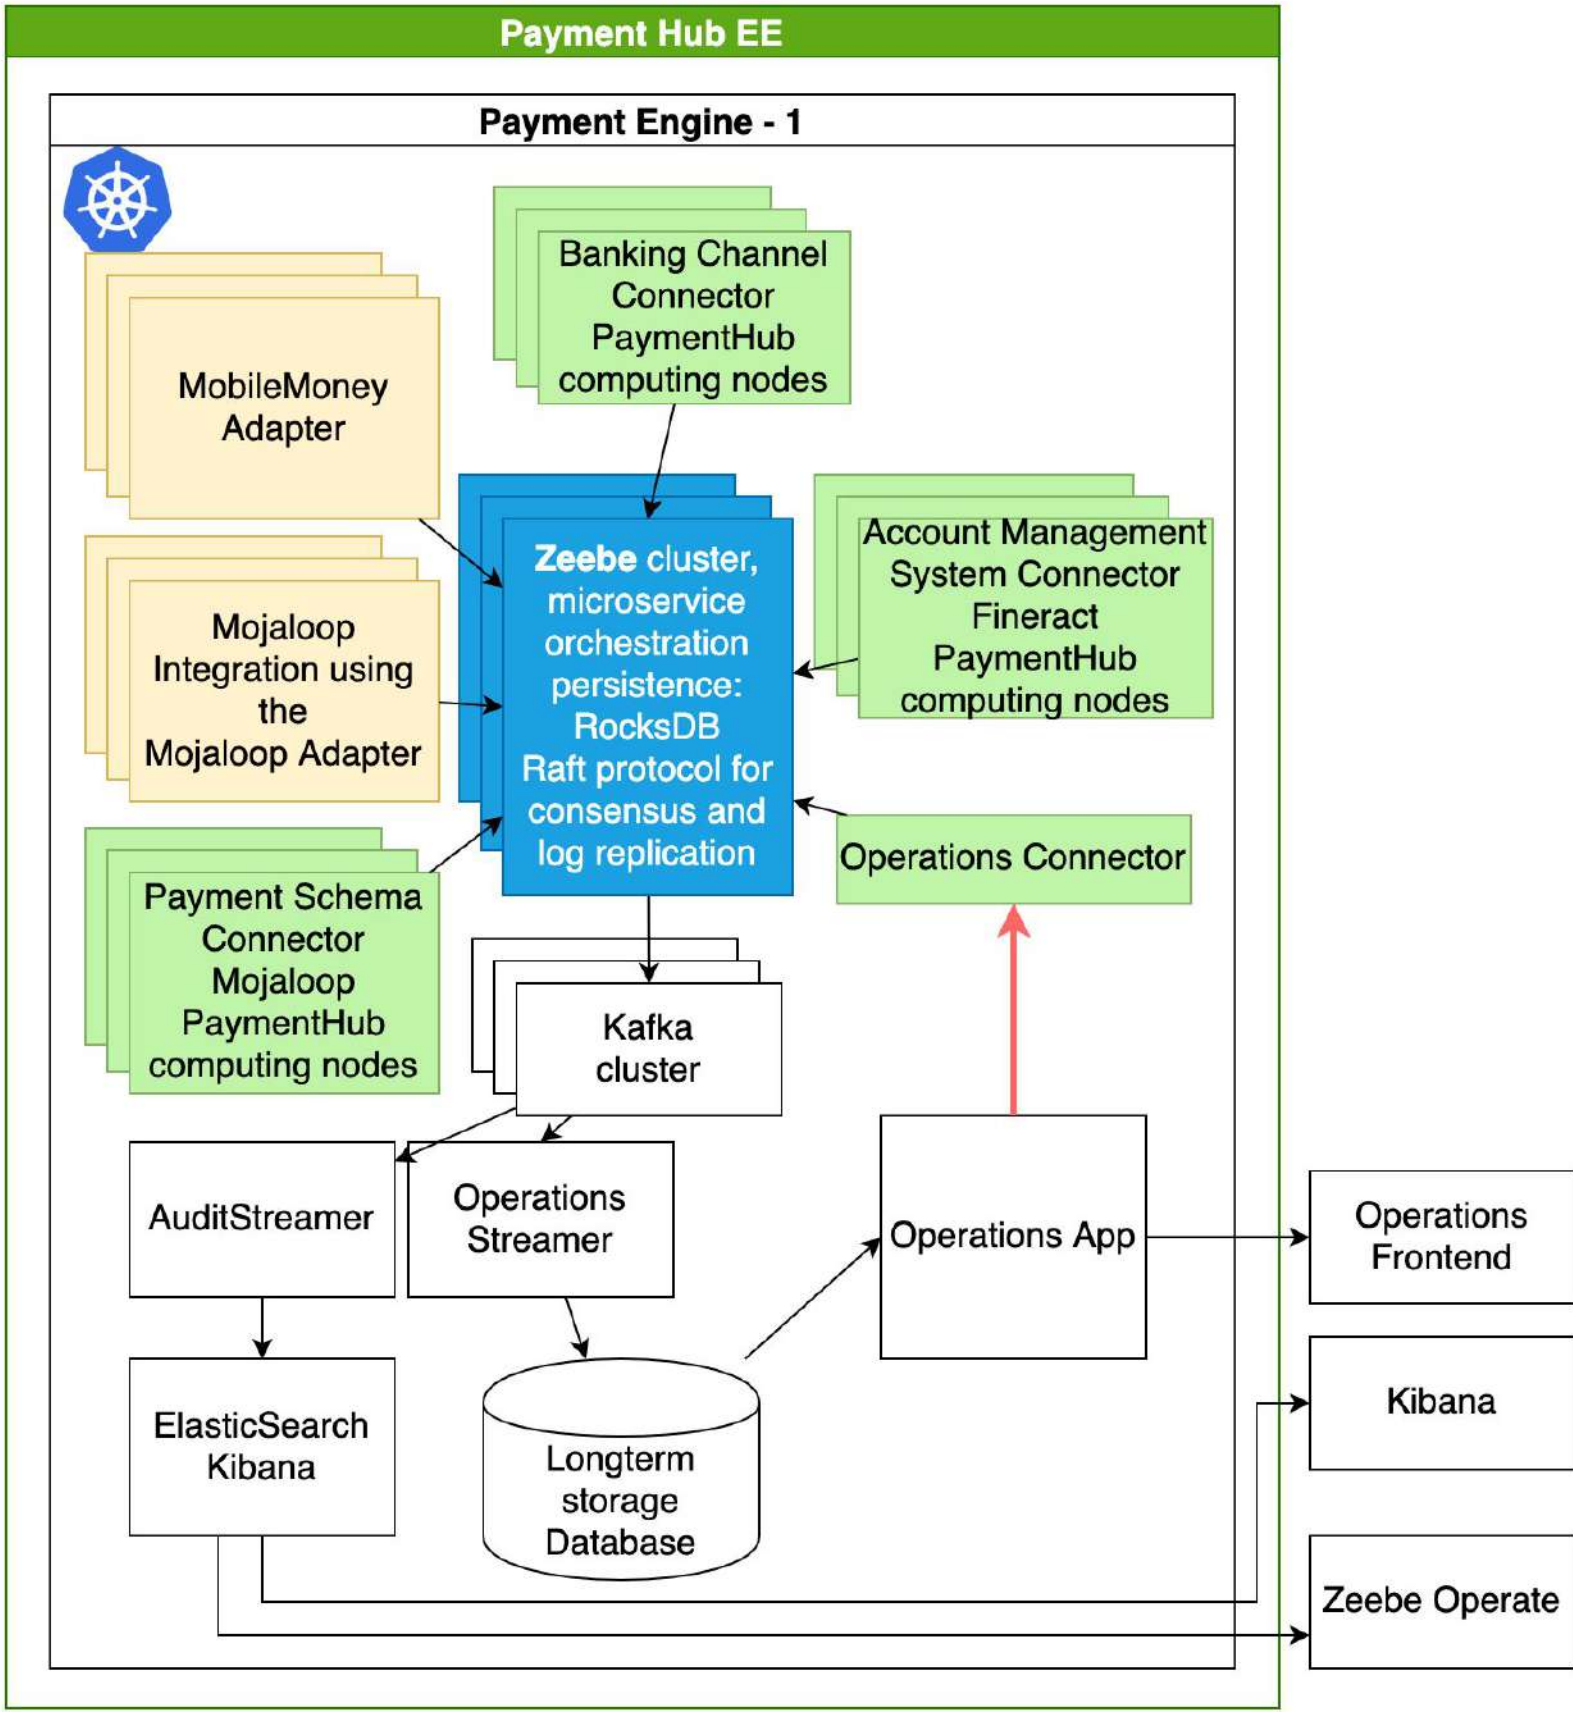 Payment Hub EE
Payment Engine - 1
Banking Channel
Connector
PaymentHub
computing nodes
MobileMoney
Adapter
Zeebe cluster,
microservice
orchestration
persistence:
RocksDB
Raft protocol for
consensus and
log replication
Account Management
System Connector
Fineract
PaymentHub
computing nodes
Mojaloop
Integration using
the
Mojaloop Adapter
Operations Connector
Payment Schema
Connector
Mojaloop
PaymentHub
computing nodes
Kafka
cluster
AuditStreamer
Operations
Streamer
Operations App
Operations
Frontend
ElasticSearch
Kibana
Longterm
storage
Database
Kibana
Zeebe Operate